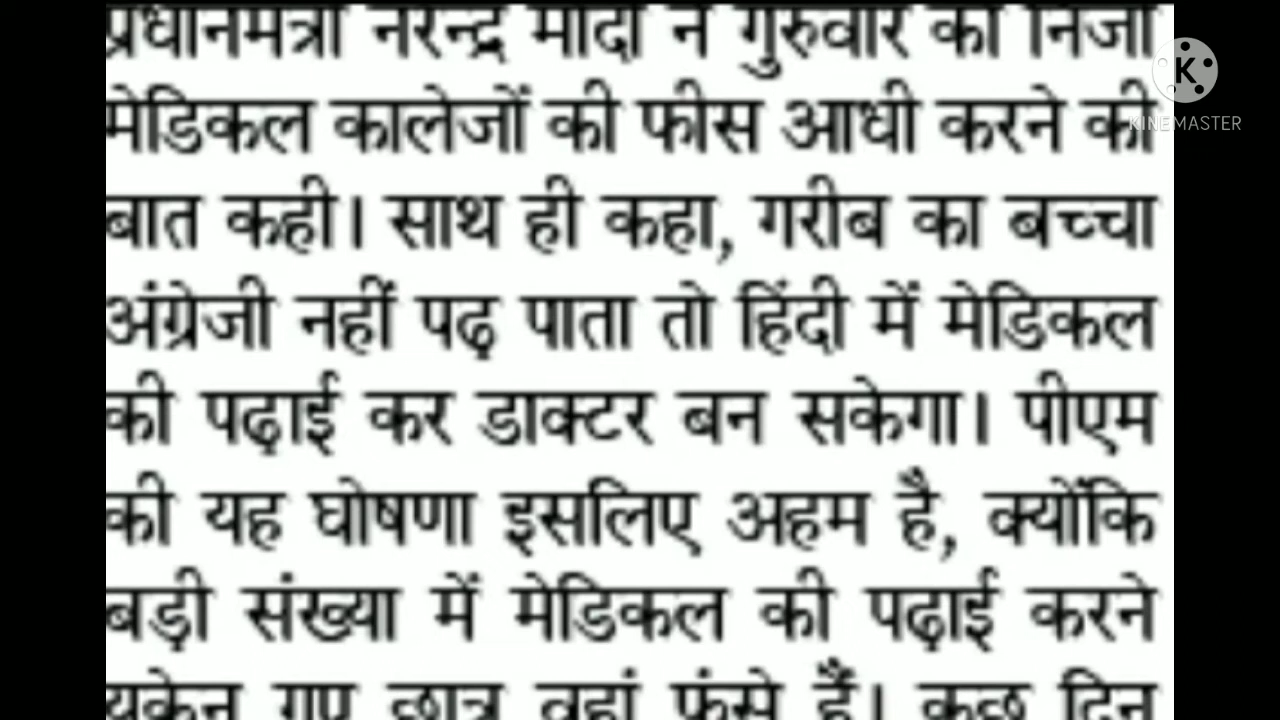 प्रधानमंत्री नरेन्द्र मोदी ने गुरुवार को निजी
मेडिकल कालेजों की फीस आधी करने की
बात कही। साथ ही कहा, गरीब का बच्चा
अंग्रेजी नहीं पढ़ पाता तो हिंदी में मेडिकल
की पढ़ाई कर डाक्टर बन सकेगा। पीएम
की यह घोषणा इसलिए अहम है, क्योंकि
बड़ी संख्या में मेडिकल की पढ़ाई करने
यूक्रेन गए छात्र वहां फंसे हैं। कुछ दिन
K
KINEMASTER